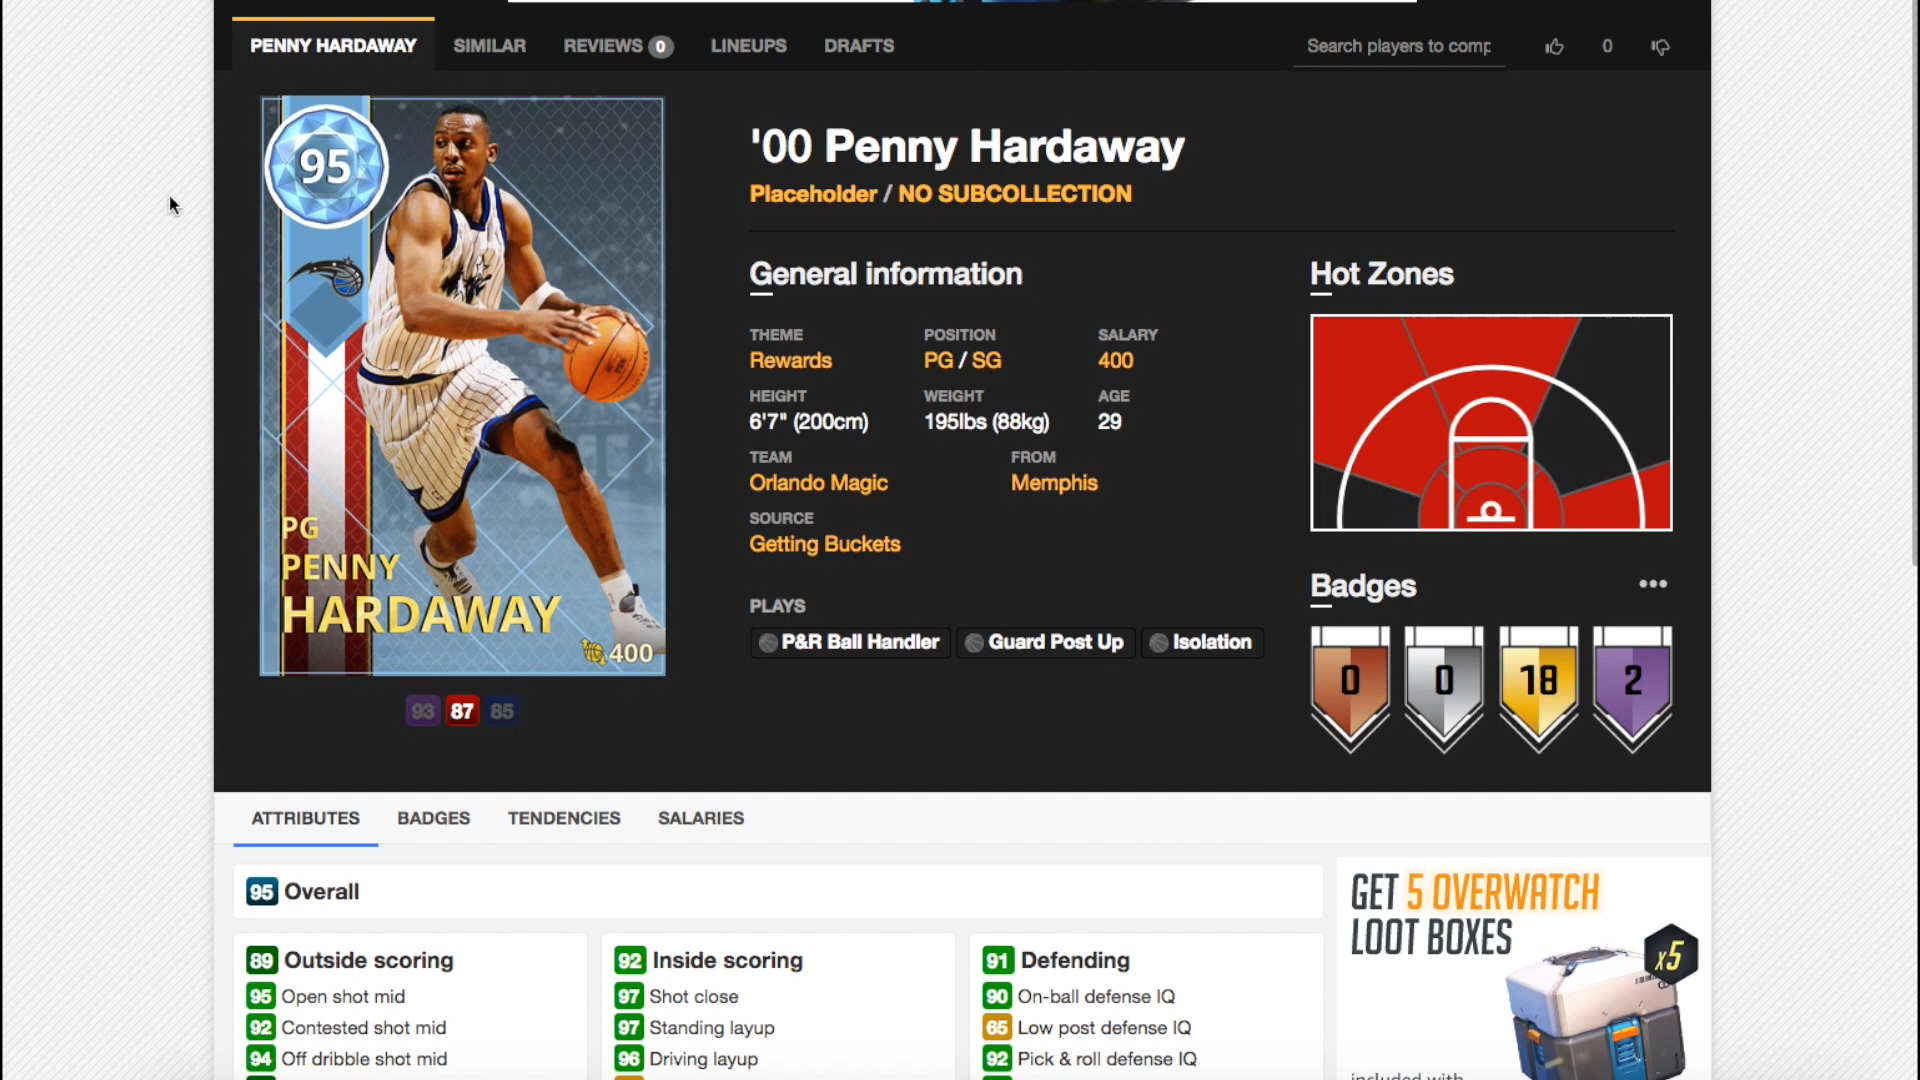 PENNY HARDAWAY SIMILAR REVIEWS 0 LINEUPS DRAFTS Search players to comp 0
95
PG
PENNY
HARDAWAY
400
93 87 85
'00 Penny Hardaway
Placeholder / NO SUBCOLLECTION
General information
THEME POSITION SALARY
Rewards PG / SG 400
HEIGHT WEIGHT AGE
6'7" (200cm) 195lbs (88kg) 29
TEAM FROM
Orlando Magic Memphis
SOURCE
Getting Buckets
PLAYS
P&R Ball Handler Guard Post Up Isolation
Hot Zones
Badges
0 0 18 2
ATTRIBUTES BADGES TENDENCIES SALARIES
95 Overall
89 Outside scoring
95 Open shot mid
92 Contested shot mid
94 Off dribble shot mid
92 Inside scoring
97 Shot close
97 Standing layup
96 Driving layup
91 Defending
90 On-ball defense IQ
65 Low post defense IQ
92 Pick & roll defense IQ
GET 5 OVERWATCH
LOOT BOXES
x5
included with